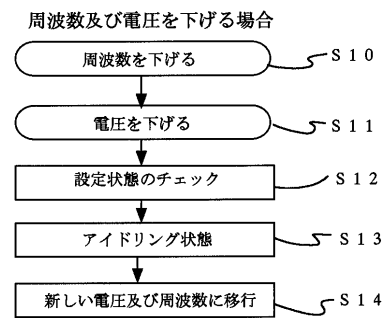 周波数及び電圧を下げる場合
周波数を下げる
S10
電圧を下げる
S11
設定状態のチェック
S12
アイドリング状態
S13
新しい電圧及び周波数に移行
S14